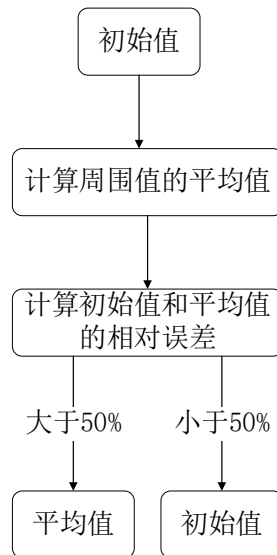 初始值
计算周围值的平均值
计算初始值和平均值
的相对误差
大于50%
小于50%
平均值
初始值